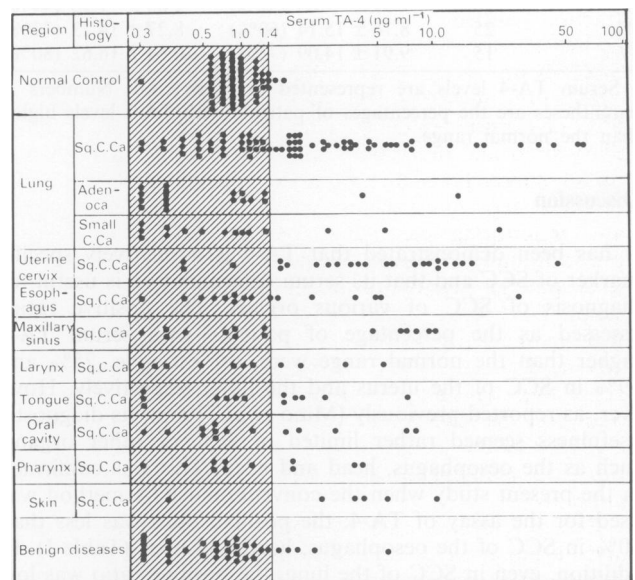 Serum TA-4 (ng ml⁻¹)
Region
Histo-
logy
0 3 0.5 1.0 1.4 5 10.0 50 100
Normal Control
Lung
Sq.C.Ca
Aden-
oca
Small
C.Ca
Uterine
cervix
Sq.C.Ca
Esoph-
agus
Sq.C.Ca
Maxillary
sinus
Sq.C.Ca
Larynx Sq.C.Ca
Tongue Sq.C.Ca
Oral
cavity
Sq.C.Ca
Pharynx Sq.C.Ca
Skin Sq.C.Ca
Benign diseases